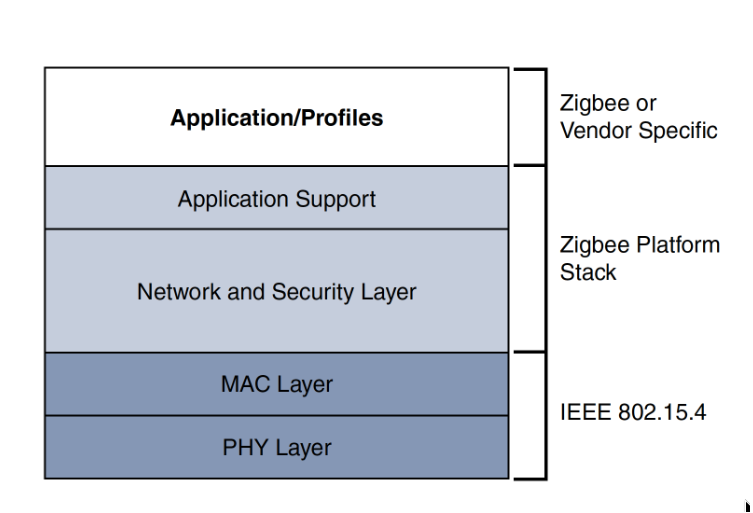 Application/Profiles
Zigbee or
Vendor Specific
Application Support
Network and Security Layer
Zigbee Platform
Stack
MAC Layer
PHY Layer
IEEE 802.15.4